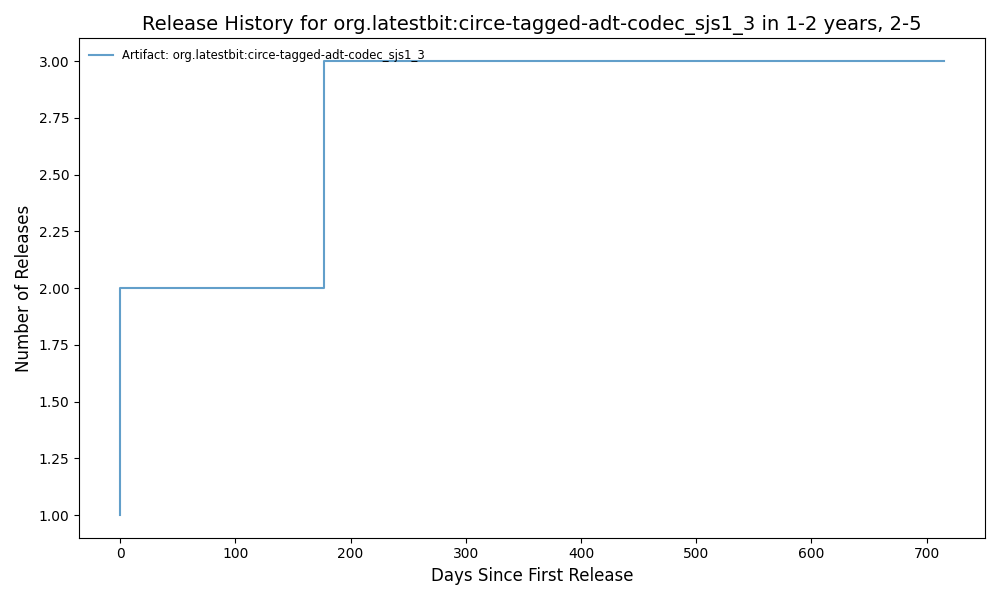 Release History for org.latestbit:circe-tagged-adt-codec_sjs1_3 in 1-2 years, 2-5
Artifact: org.latestbit:circe-tagged-adt-codec_sjs1_3
3.00
2.75
2.50
2.25
2.00
1.75
1.50
1.25
1.00
Number of Releases
0 100 200 300 400 500 600 700
Days Since First Release